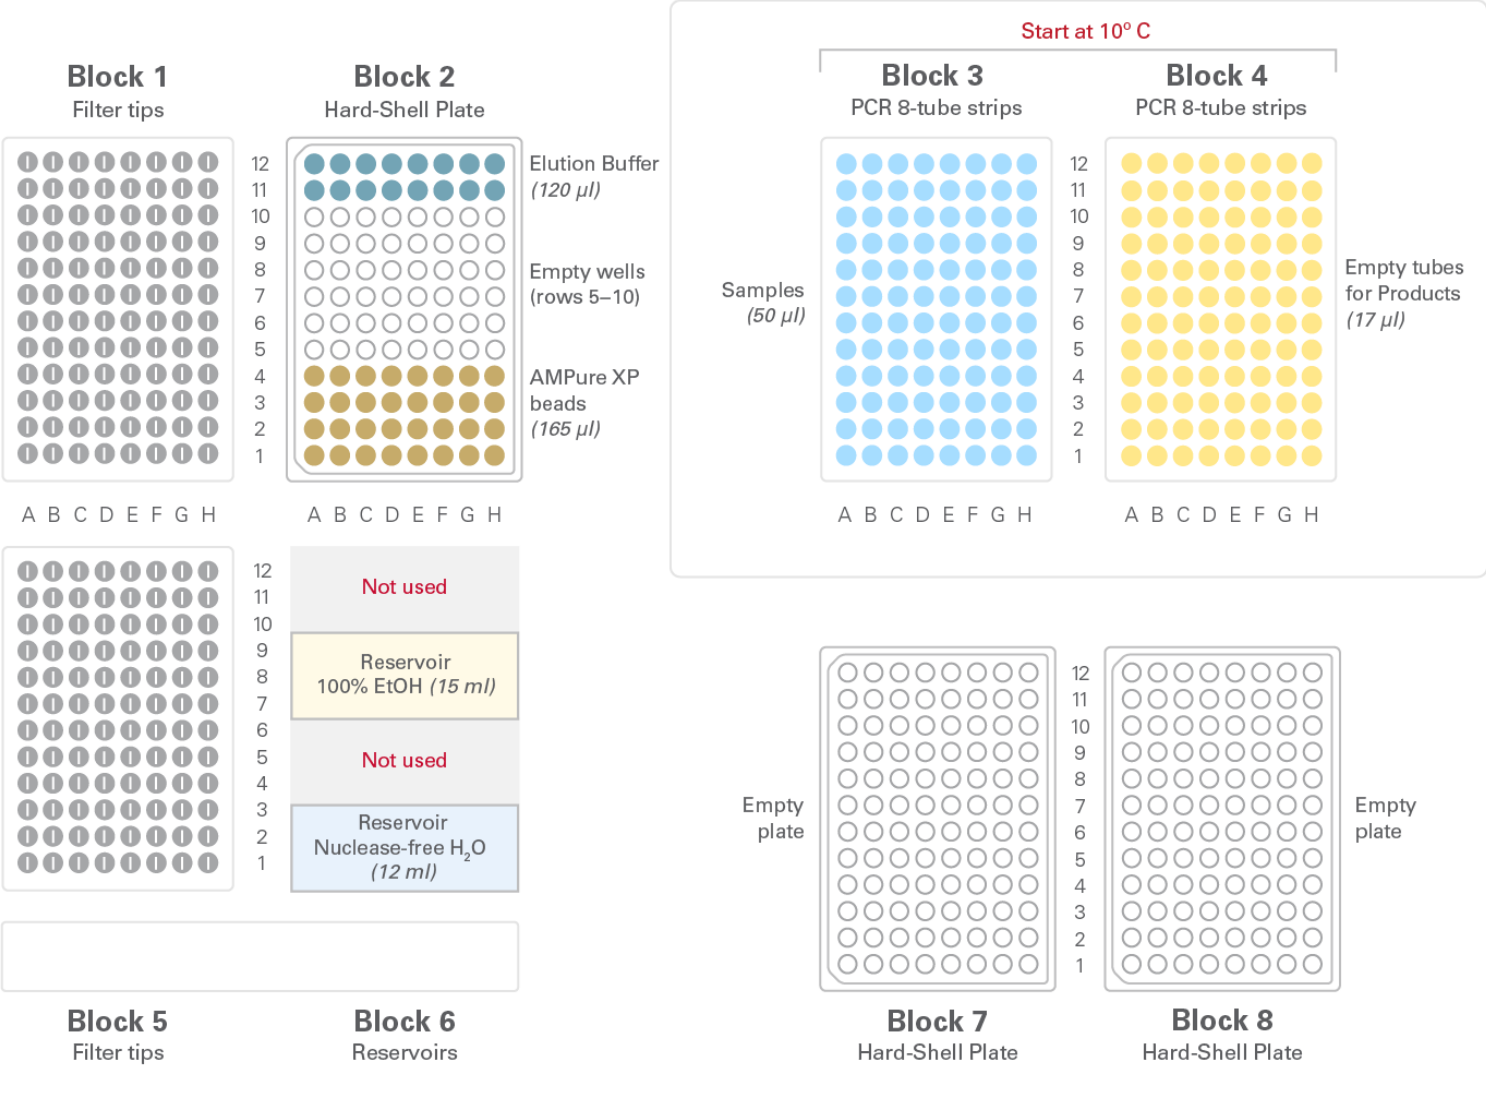 Start at 10° C
Block 1
Filter tips
Block 2
Hard-Shell Plate
Block 3
PCR 8-tube strips
Block 4
PCR 8-tube strips
12
11
10
9
8
7
6
5
4
3
2
1
Elution Buffer
(120 µl)
Empty wells
(rows 5–10)
AMPure XP
beads
(165 µl)
Samples
(50 µl)
12
11
10
9
8
7
6
5
4
3
2
1
Empty tubes
for Products
(17 µl)
A B C D E F G H
A B C D E F G H
A B C D E F G H
A B C D E F G H
12
11
10
9
8
7
6
5
4
3
2
1
Not used
Reservoir
100% EtOH (15 ml)
Not used
Reservoir
Nuclease-free H₂O
(12 ml)
Empty
plate
12
11
10
9
8
7
6
5
4
3
2
1
Empty
plate
Block 5
Filter tips
Block 6
Reservoirs
Block 7
Hard-Shell Plate
Block 8
Hard-Shell Plate